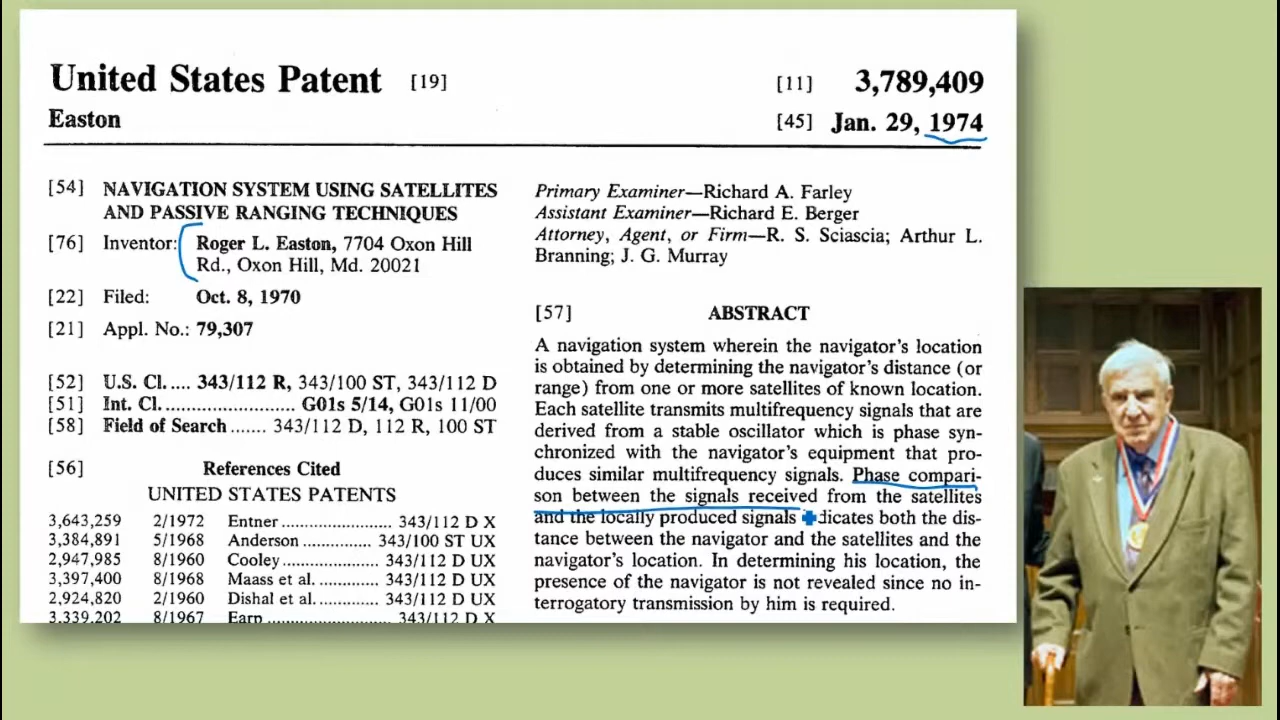 United States Patent [19]
[11] 3,789,409
Easton
[45] Jan. 29, 1974
[54] NAVIGATION SYSTEM USING SATELLITES
AND PASSIVE RANGING TECHNIQUES
[76] Inventor: Roger L. Easton, 7704 Oxon Hill
Rd., Oxon Hill, Md. 20021
[22] Filed: Oct. 8, 1970
[21] Appl. No.: 79,307
[52] U.S. Cl.... 343/112 R, 343/100 ST, 343/112 D
[51] Int. Cl......................... G01s 5/14, G01s 11/00
[58] Field of Search....... 343/112 D, 112 R, 100 ST
[56] References Cited
UNITED STATES PATENTS
3,643,259 2/1972 Entner................... 343/112 D X
3,384,891 5/1968 Anderson............ 343/100 ST UX
2,947,985 8/1960 Cooley................. 343/112 D UX
3,397,400 8/1968 Maass et al............ 343/112 D UX
2,924,820 2/1960 Dishal et al............ 343/112 D UX
3,339,202 8/1967 Earp..................... 343/112 D X
Primary Examiner—Richard A. Farley
Assistant Examiner—Richard E. Berger
Attorney, Agent, or Firm—R. S. Sciascia; Arthur L.
Branning; J. G. Murray
[57] ABSTRACT
A navigation system wherein the navigator's location
is obtained by determining the navigator's distance (or
range) from one or more satellites of known location.
Each satellite transmits multifrequency signals that are
derived from a stable oscillator which is phase syn-
chronized with the navigator's equipment that pro-
duces similar multifrequency signals. Phase compari-
son between the signals received from the satellites
and the locally produced signals dicates both the dis-
tance between the navigator and the satellites and the
navigator's location. In determining his location, the
presence of the navigator is not revealed since no in-
terrogatory transmission by him is required.